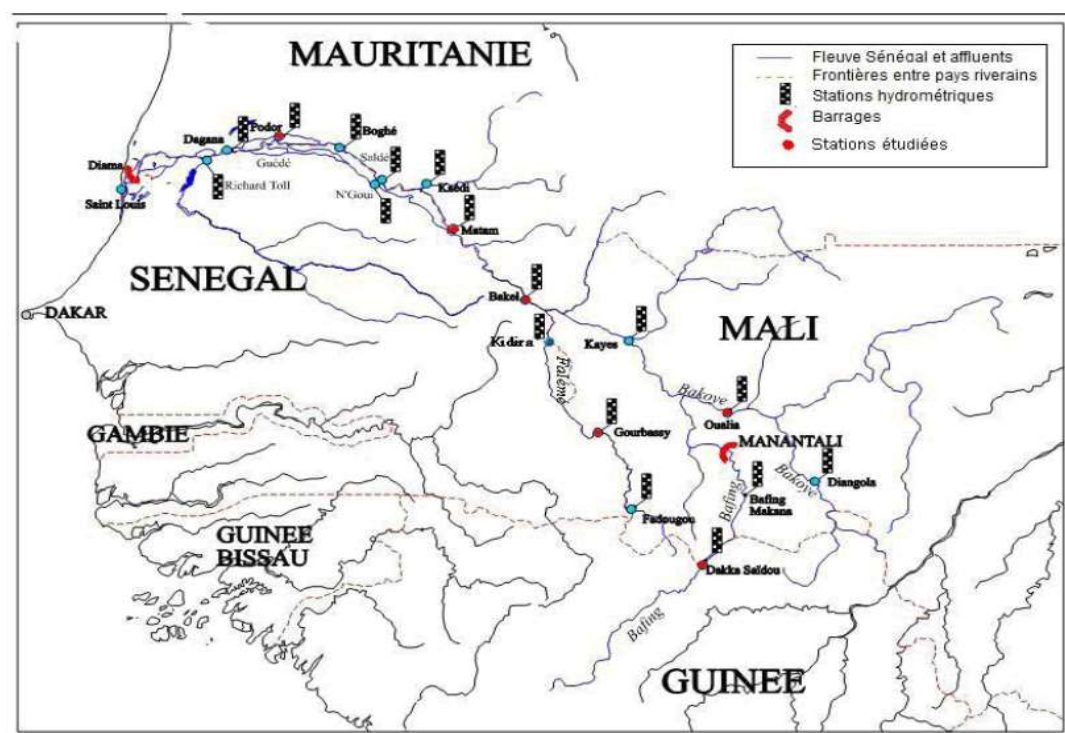 MAURITANIE
Fleuve Sénégal et affluents
Frontières entre pays riverains
Stations hydrométriques
Barrages
Stations étudiées
Podor
Boghé
Dagana
Guédé
Saldé
Diama
Richard Toll
N'Goui
Kaédi
Saint Louis
Matam
SENEGAL
Bakel
DAKAR
MALI
Kidira
Kayes
Falémé
Bakoye
Oualia
GAMBIE
Gourbassy
MANANTALI
Bakoye
Diangola
Bafing
Bafing
Makana
Fadougou
GUINEE
BISSAU
Dakka Saïdou
Bafing
GUINEE